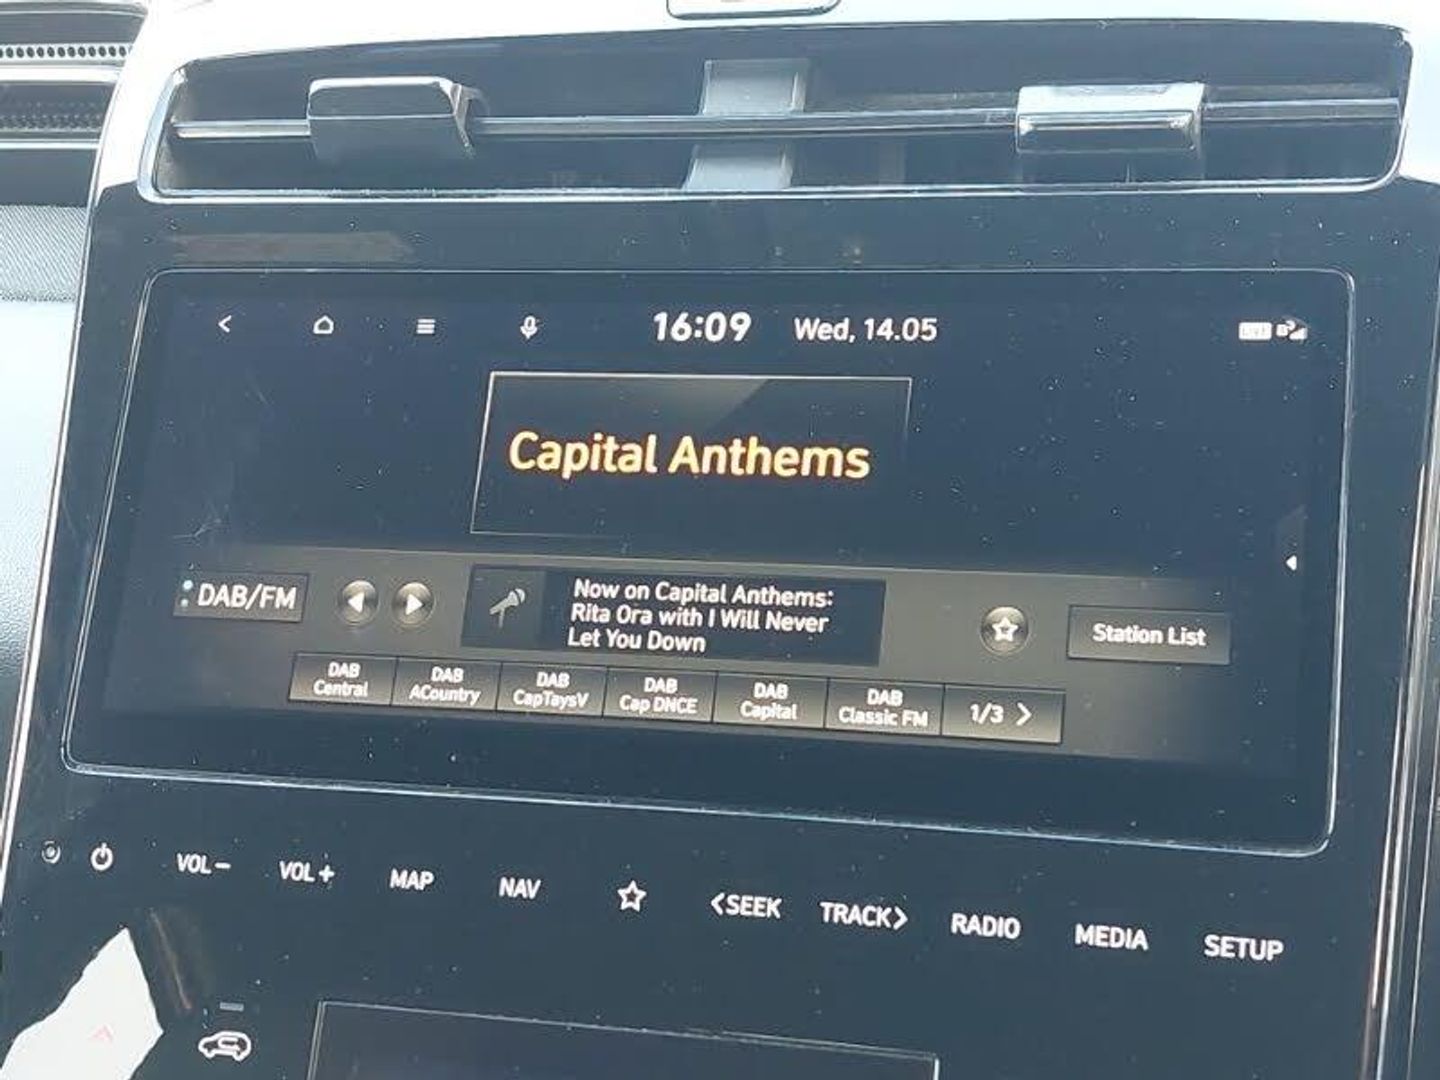 16:09 Wed, 14.05
Capital Anthems
DAB/FM
Now on Capital Anthems:
Rita Ora with I Will Never
Let You Down
Station List
DAB
Central
DAB
ACountry
DAB
CapTaysV
DAB
Cap DNCE
DAB
Capital
DAB
Classic FM
1/3 >
VOL− VOL+ MAP NAV <SEEK TRACK> RADIO MEDIA SETUP